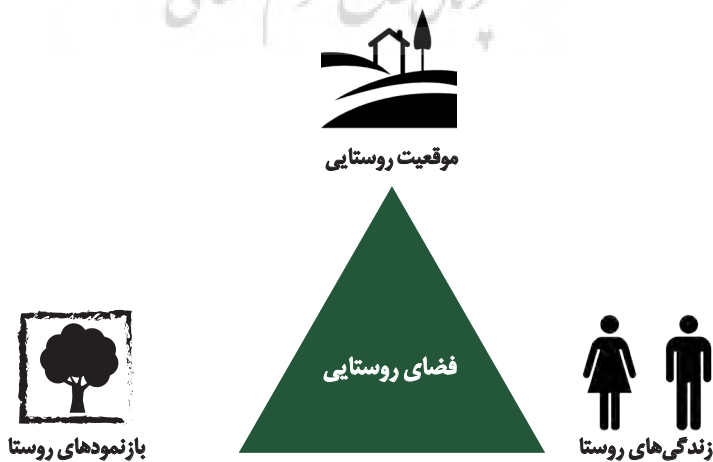 موقعیت روستایی
فضای روستایی
زندگی‌های روستا
بازنمودهای روستا